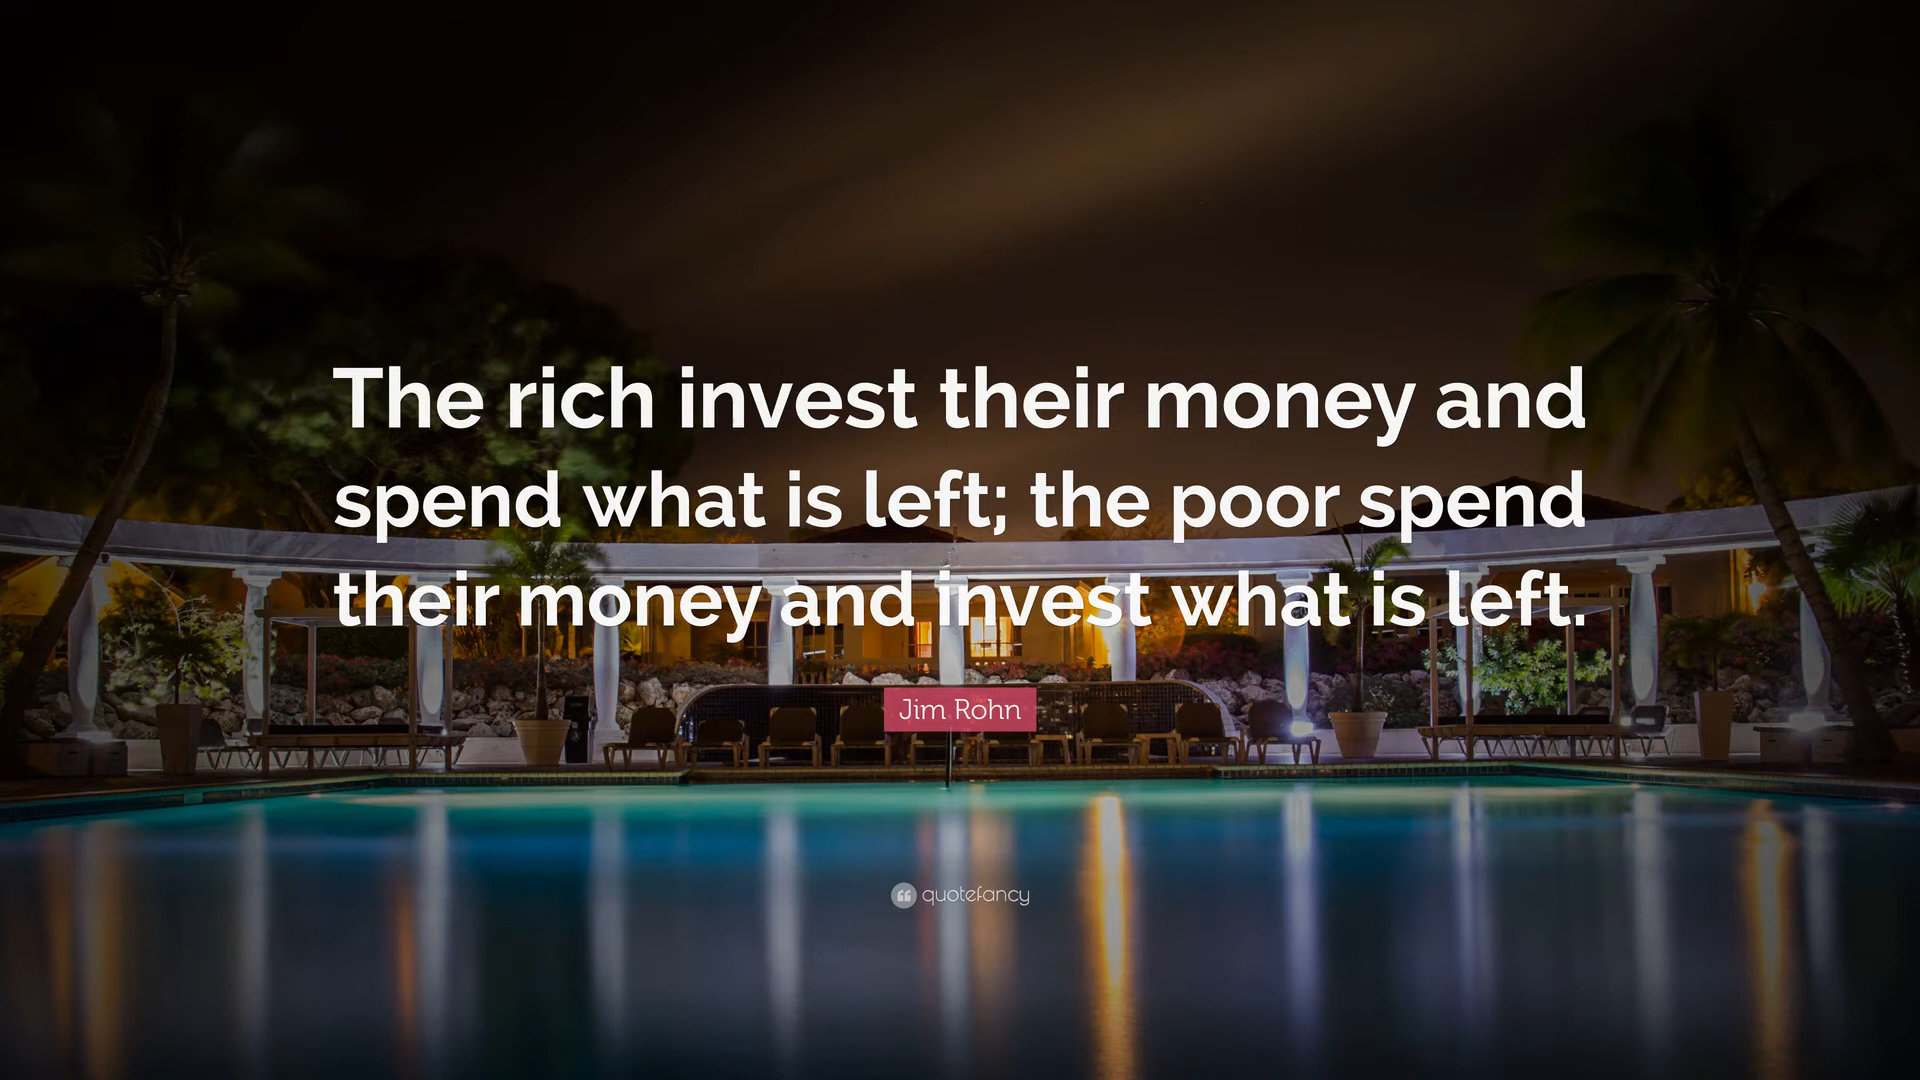 The rich invest their money and
spend what is left; the poor spend
their money and invest what is left.
Jim Rohn
quotefancy